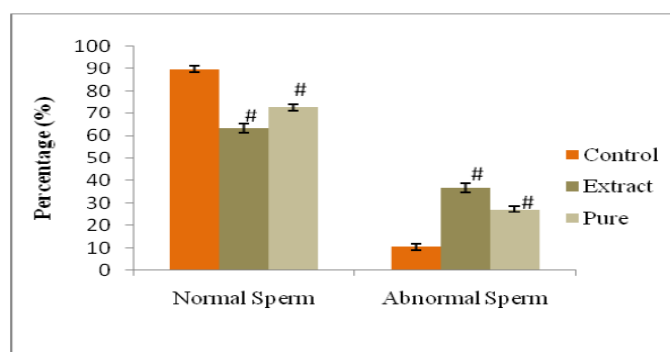 100
90
80
70
60
50
40
30
20
10
0
Percentage (%)
#
#
#
#
Normal Sperm
Abnormal Sperm
Control
Extract
Pure